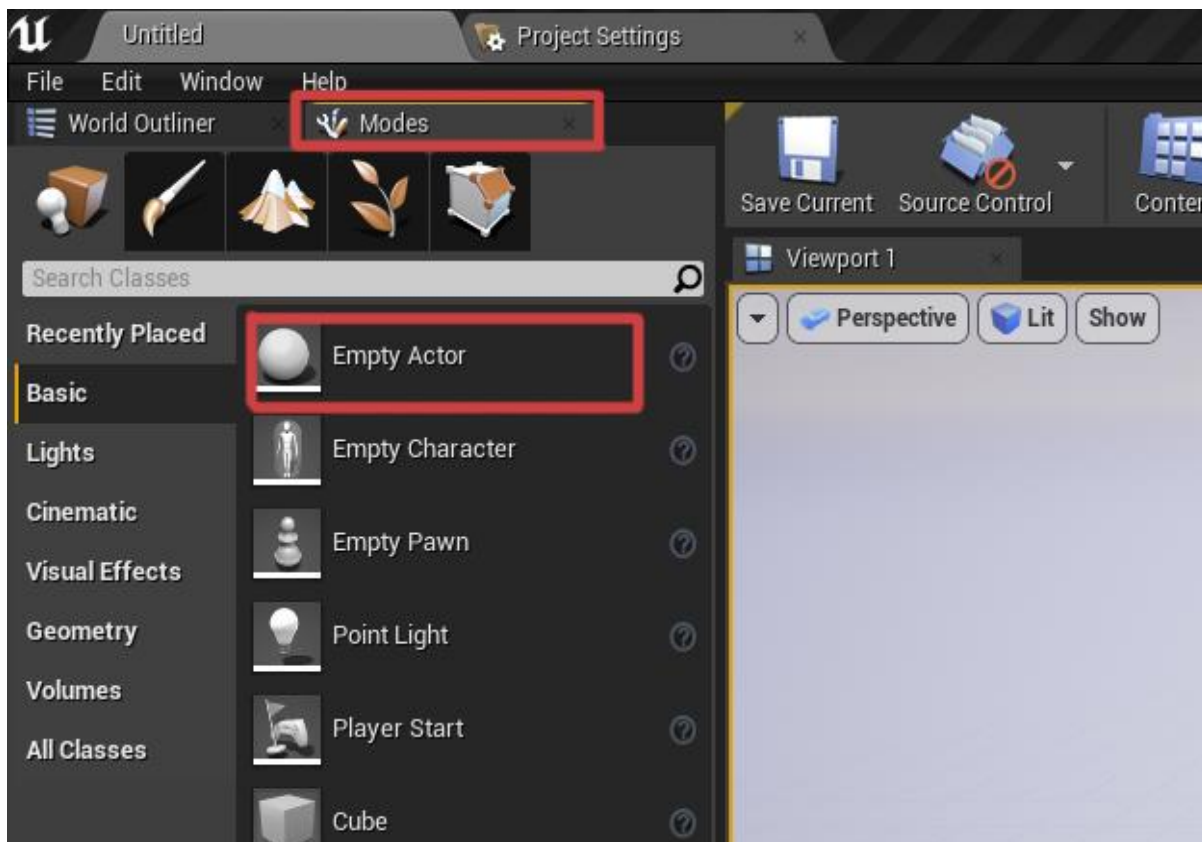 Untitled
Project Settings
File Edit Window Help
World Outliner
Modes
Save Current
Source Control
Search Classes
Viewport 1
Perspective
Lit
Show
Recently Placed
Basic
Lights
Cinematic
Visual Effects
Geometry
Volumes
All Classes
Empty Actor
Empty Character
Empty Pawn
Point Light
Player Start
Cube